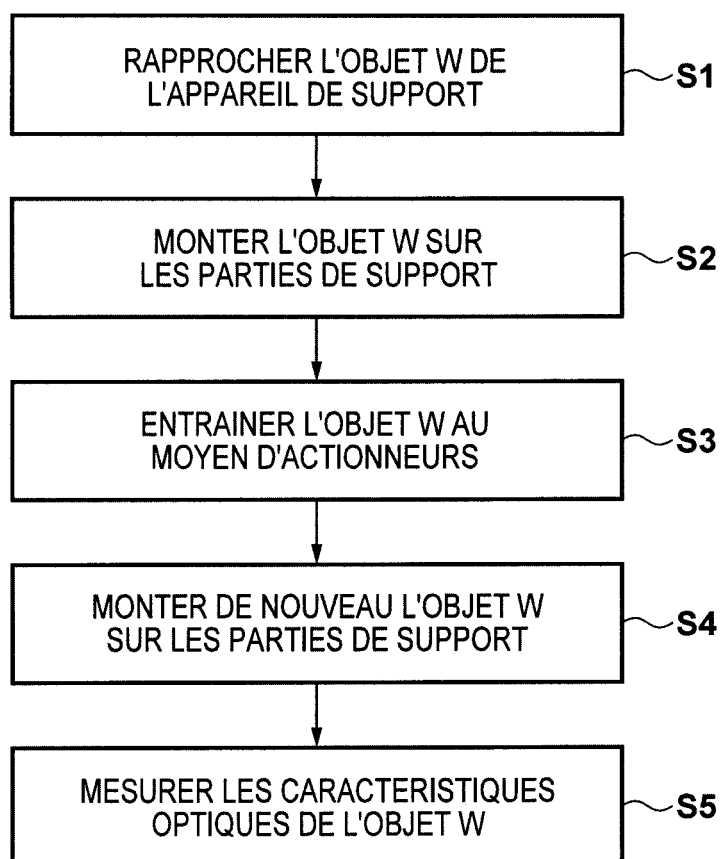 RAPPROCHER L'OBJET W DE
L'APPAREIL DE SUPPORT
S1
MONTER L'OBJET W SUR
LES PARTIES DE SUPPORT
S2
ENTRAINER L'OBJET W AU
MOYEN D'ACTIONNEURS
S3
MONTER DE NOUVEAU L'OBJET W
SUR LES PARTIES DE SUPPORT
S4
MESURER LES CARACTERISTIQUES
OPTIQUES DE L'OBJET W
S5